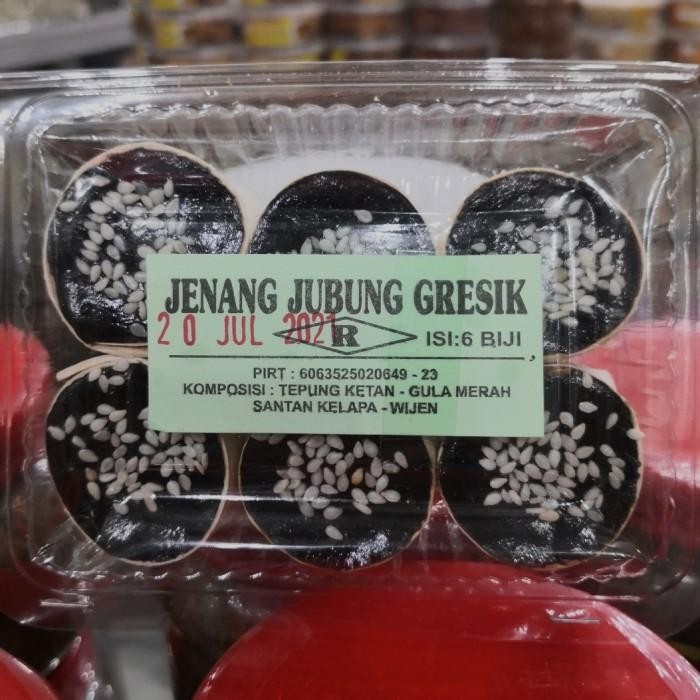 JENANG JUBUNG GRESIK
20 JUL 2021 R ISI:6 BIJI
PIRT : 6063525020649 - 23
KOMPOSISI : TEPUNG KETAN - GULA MERAH
SANTAN KELAPA - WIJEN